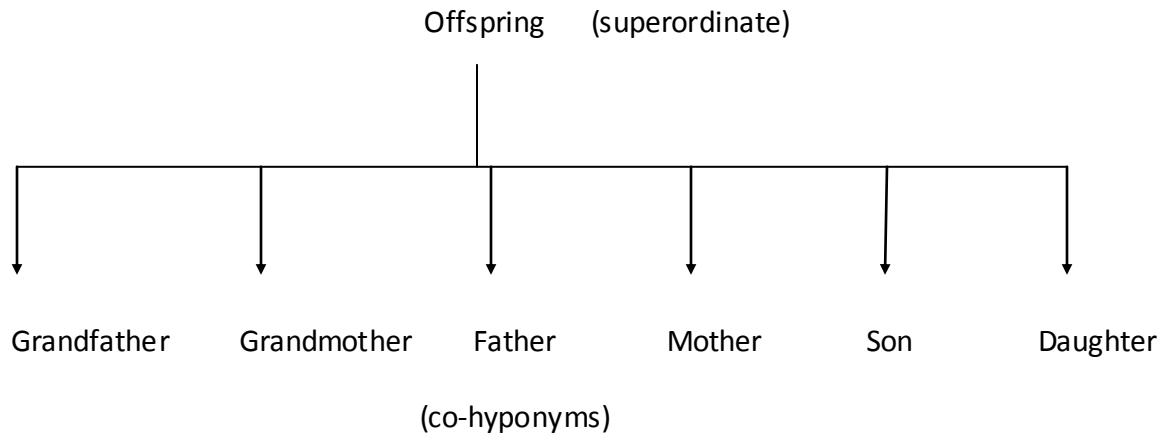 Offspring (superordinate)
Grandfather Grandmother Father Mother Son Daughter
(co-hyponyms)